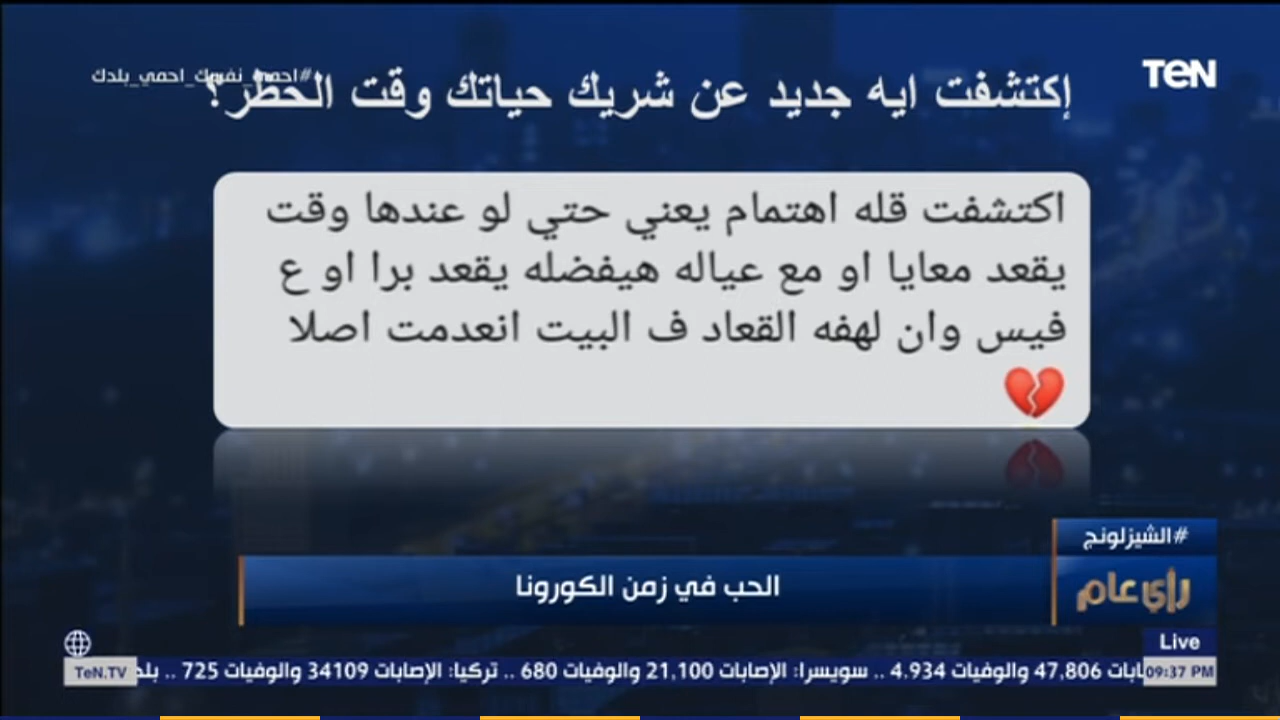 TeN
#احمي_نفسك_احمي_بلدك
إكتشفت ايه جديد عن شريك حياتك وقت الحظر؟
اكتشفت قله اهتمام يعني حتي لو عندها وقت
يقعد معايا او مع عياله هيفضله يقعد برا او ع
فيس وان لهفه القعاد ف البيت انعدمت اصلا
💔
#الشيزلونج
رأي عام
الحب في زمن الكورونا
Live
09:37 PM
47,806 والوفيات 4.934 .. سويسرا: الإصابات 21,100 والوفيات 680 .. تركيا: الإصابات 34109 والوفيات 725 ..
TeN.TV